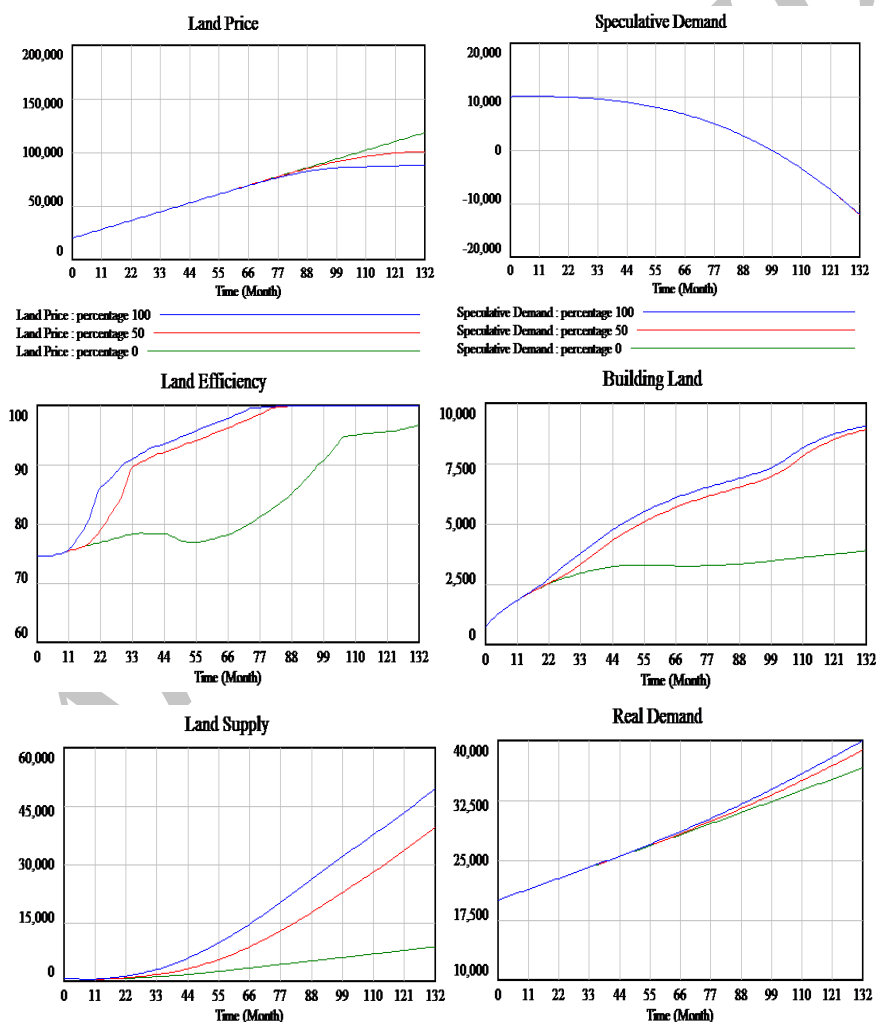 Land Price
200,000
150,000
100,000
50,000
0
0 11 22 33 44 55 66 77 88 99 110 121 132
Time (Month)
Land Price : percentage 100
Land Price : percentage 50
Land Price : percentage 0
Speculative Demand
20,000
10,000
0
-10,000
-20,000
0 11 22 33 44 55 66 77 88 99 110 121 132
Time (Month)
Speculative Demand : percentage 100
Speculative Demand : percentage 50
Speculative Demand : percentage 0
Land Efficiency
100
90
80
70
60
0 11 22 33 44 55 66 77 88 99 110 121 132
Time (Month)
Building Land
10,000
7,500
5,000
2,500
0
0 11 22 33 44 55 66 77 88 99 110 121 132
Time (Month)
Land Supply
60,000
45,000
30,000
15,000
0
0 11 22 33 44 55 66 77 88 99 110 121 132
Time (Month)
Real Demand
40,000
32,500
25,000
17,500
10,000
0 11 22 33 44 55 66 77 88 99 110 121 132
Time (Month)